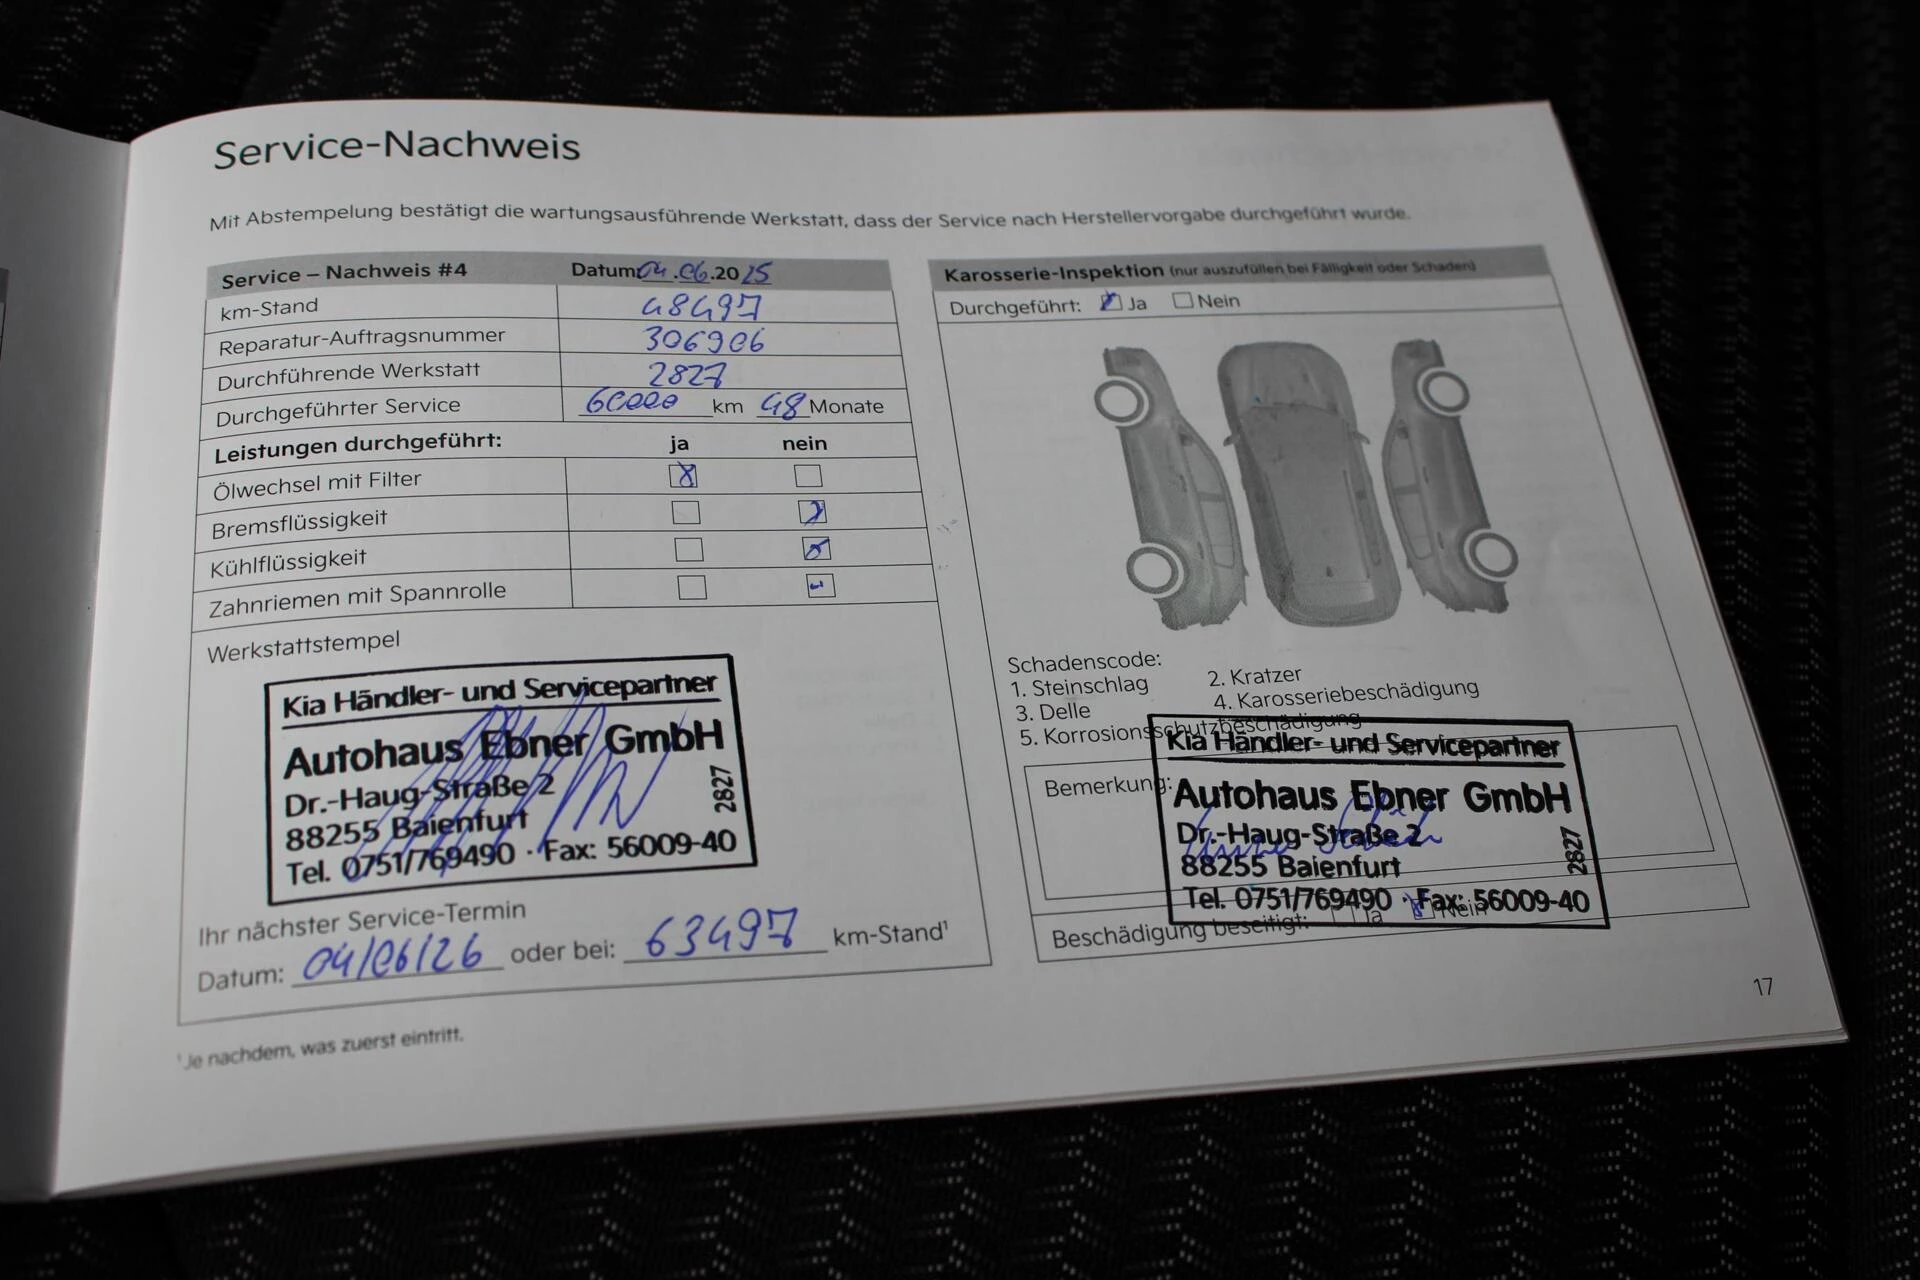 Service-Nachweis
Mit Abstempelung bestätigt die wartungsausführende Werkstatt, dass der Service nach Herstellervorgabe durchgeführt wurde.
Service – Nachweis #4 Datum: 04.06.2025
km-Stand 48497
Reparatur-Auftragsnummer 306906
Durchführende Werkstatt 2827
Durchgeführter Service 60000 km 48 Monate
Leistungen durchgeführt: ja nein
Ölwechsel mit Filter
Bremsflüssigkeit
Kühlflüssigkeit
Zahnriemen mit Spannrolle
Werkstattstempel
Kia Händler- und Servicepartner
Autohaus Ebner GmbH
Dr.-Haug-Straße 2
88255 Baienfurt
Tel. 0751/769490 · Fax: 56009-40
2827
Ihr nächster Service-Termin
Datum: 04/06/26 oder bei: 63497 km-Stand¹
¹Je nachdem, was zuerst eintritt.
Karosserie-Inspektion (nur auszufüllen bei Fälligkeit oder Schaden)
Durchgeführt: Ja Nein
Schadenscode:
1. Steinschlag 2. Kratzer
3. Delle 4. Karosseriebeschädigung
5. Korrosionsschutzbeschädigung
Bemerkung:
Kia Händler- und Servicepartner
Autohaus Ebner GmbH
Dr.-Haug-Straße 2
88255 Baienfurt
Tel. 0751/769490 · Fax: 56009-40
2827
Beschädigung beseitigt: Ja Nein
17